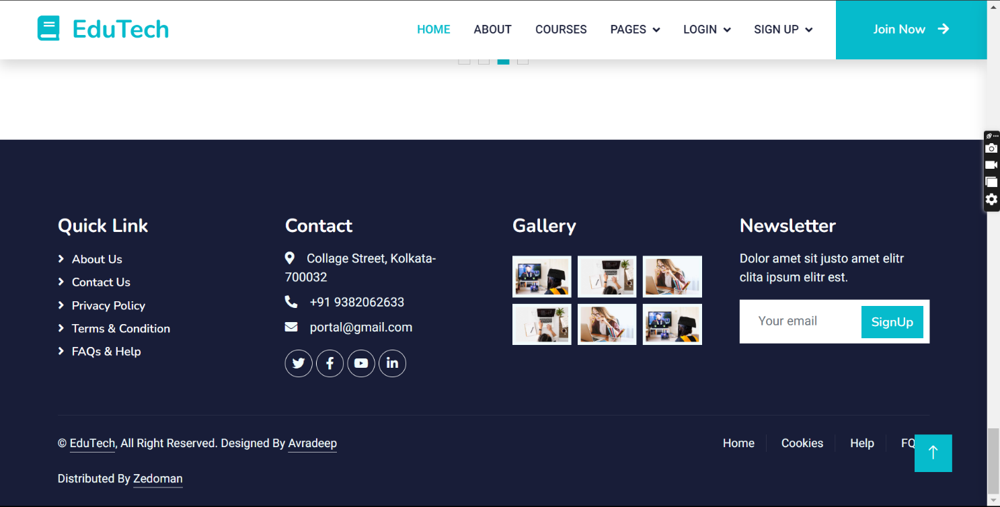 EduTech
HOME ABOUT COURSES PAGES LOGIN SIGN UP Join Now
Quick Link
About Us
Contact Us
Privacy Policy
Terms & Condition
FAQs & Help
Contact
Collage Street, Kolkata-
700032
+91 9382062633
portal@gmail.com
Gallery
Newsletter
Dolor amet sit justo amet elitr
clita ipsum elitr est.
Your email SignUp
© EduTech, All Right Reserved. Designed By Avradeep
Distributed By Zedoman
Home Cookies Help FQ